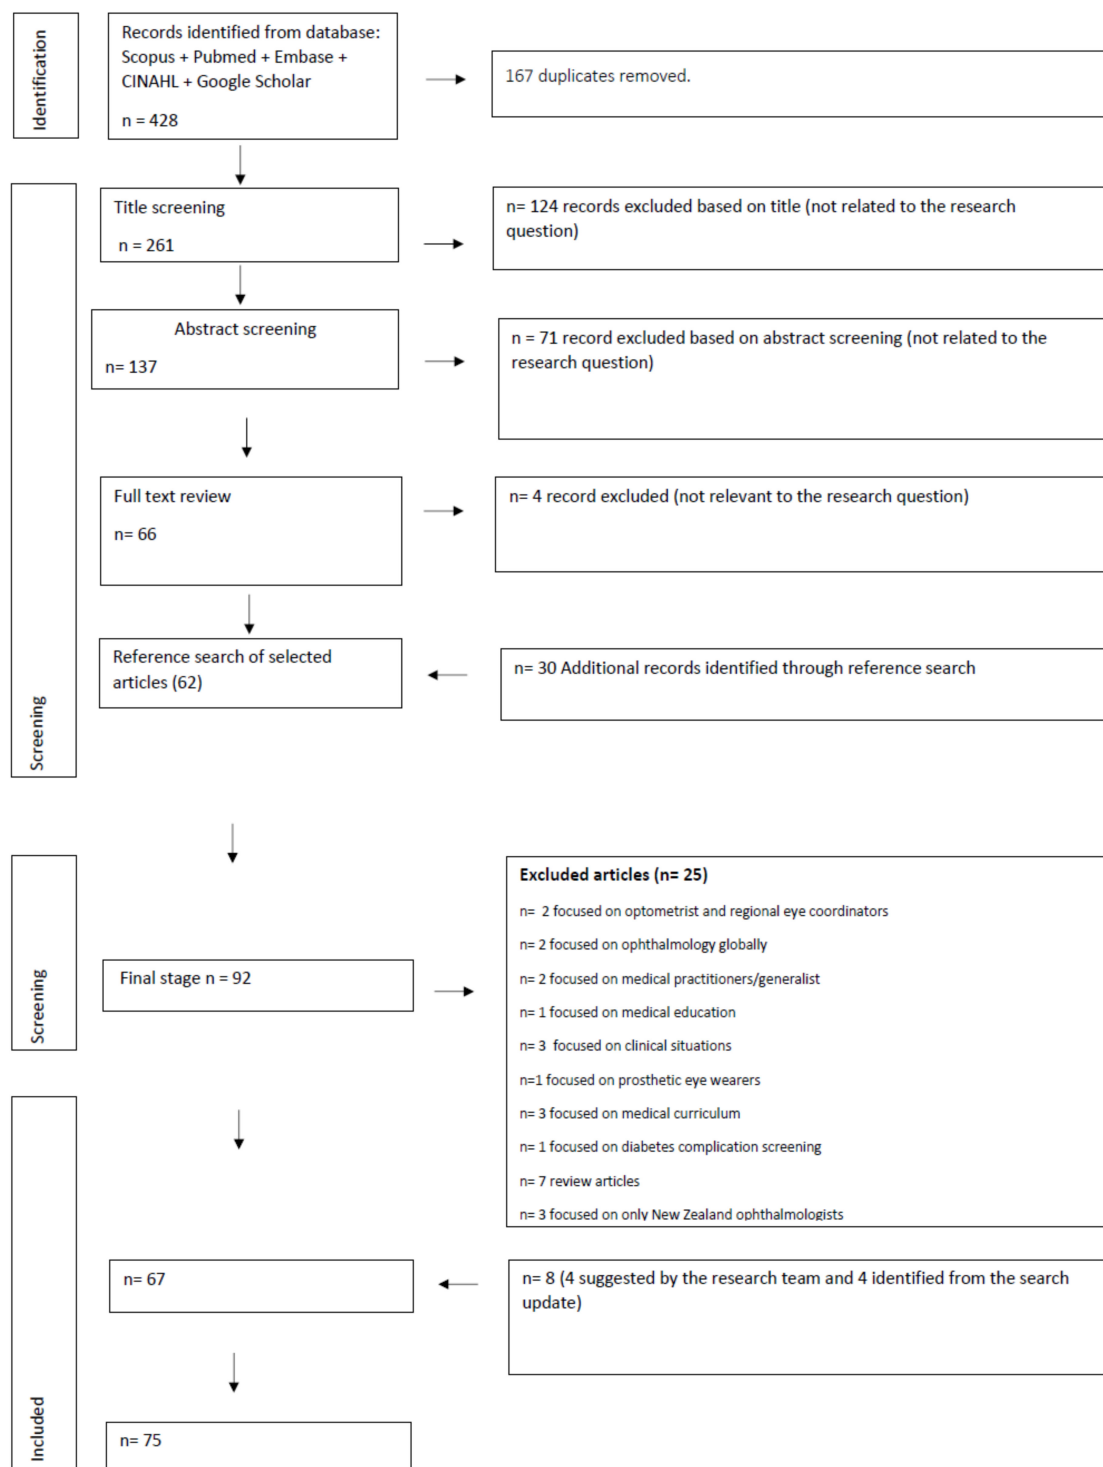 Identification
Records identified from database:
Scopus + Pubmed + Embase +
CINAHL + Google Scholar
n = 428
167 duplicates removed.
Screening
Title screening
n = 261
n= 124 records excluded based on title (not related to the research
question)
Abstract screening
n= 137
n = 71 record excluded based on abstract screening (not related to the
research question)
Full text review
n= 66
n= 4 record excluded (not relevant to the research question)
Reference search of selected
articles (62)
n= 30 Additional records identified through reference search
Screening
Final stage n = 92
Excluded articles (n= 25)
n=  2 focused on optometrist and regional eye coordinators
n= 2 focused on ophthalmology globally
n= 2 focused on medical practitioners/generalist
n= 1 focused on medical education
n= 3  focused on clinical situations
n=1 focused on prosthetic eye wearers
n= 3 focused on medical curriculum
n= 1 focused on diabetes complication screening
n= 7 review articles
n= 3 focused on only New Zealand ophthalmologists
Included
n= 67
n= 8 (4 suggested by the research team and 4 identified from the search
update)
n= 75